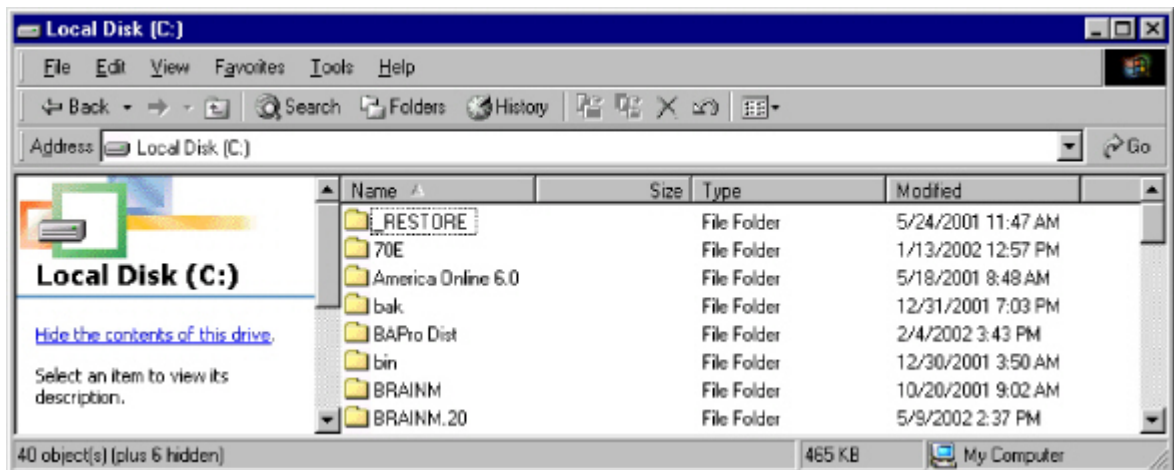 Local Disk (C:)
File Edit View Favorites Tools Help
Back Search Folders History
Address Local Disk (C:) Go
Name Size Type Modified
_RESTORE File Folder 5/24/2001 11:47 AM
70E File Folder 1/13/2002 12:57 PM
Local Disk (C:) America Online 6.0 File Folder 5/18/2001 8:48 AM
bak File Folder 12/31/2001 7:03 PM
Hide the contents of this drive. BAPro Dist File Folder 2/4/2002 3:43 PM
bin File Folder 12/30/2001 3:50 AM
Select an item to view its BRAINM File Folder 10/20/2001 9:02 AM
description. BRAINM.20 File Folder 5/9/2002 2:37 PM
40 object(s) (plus 6 hidden) 465 KB My Computer